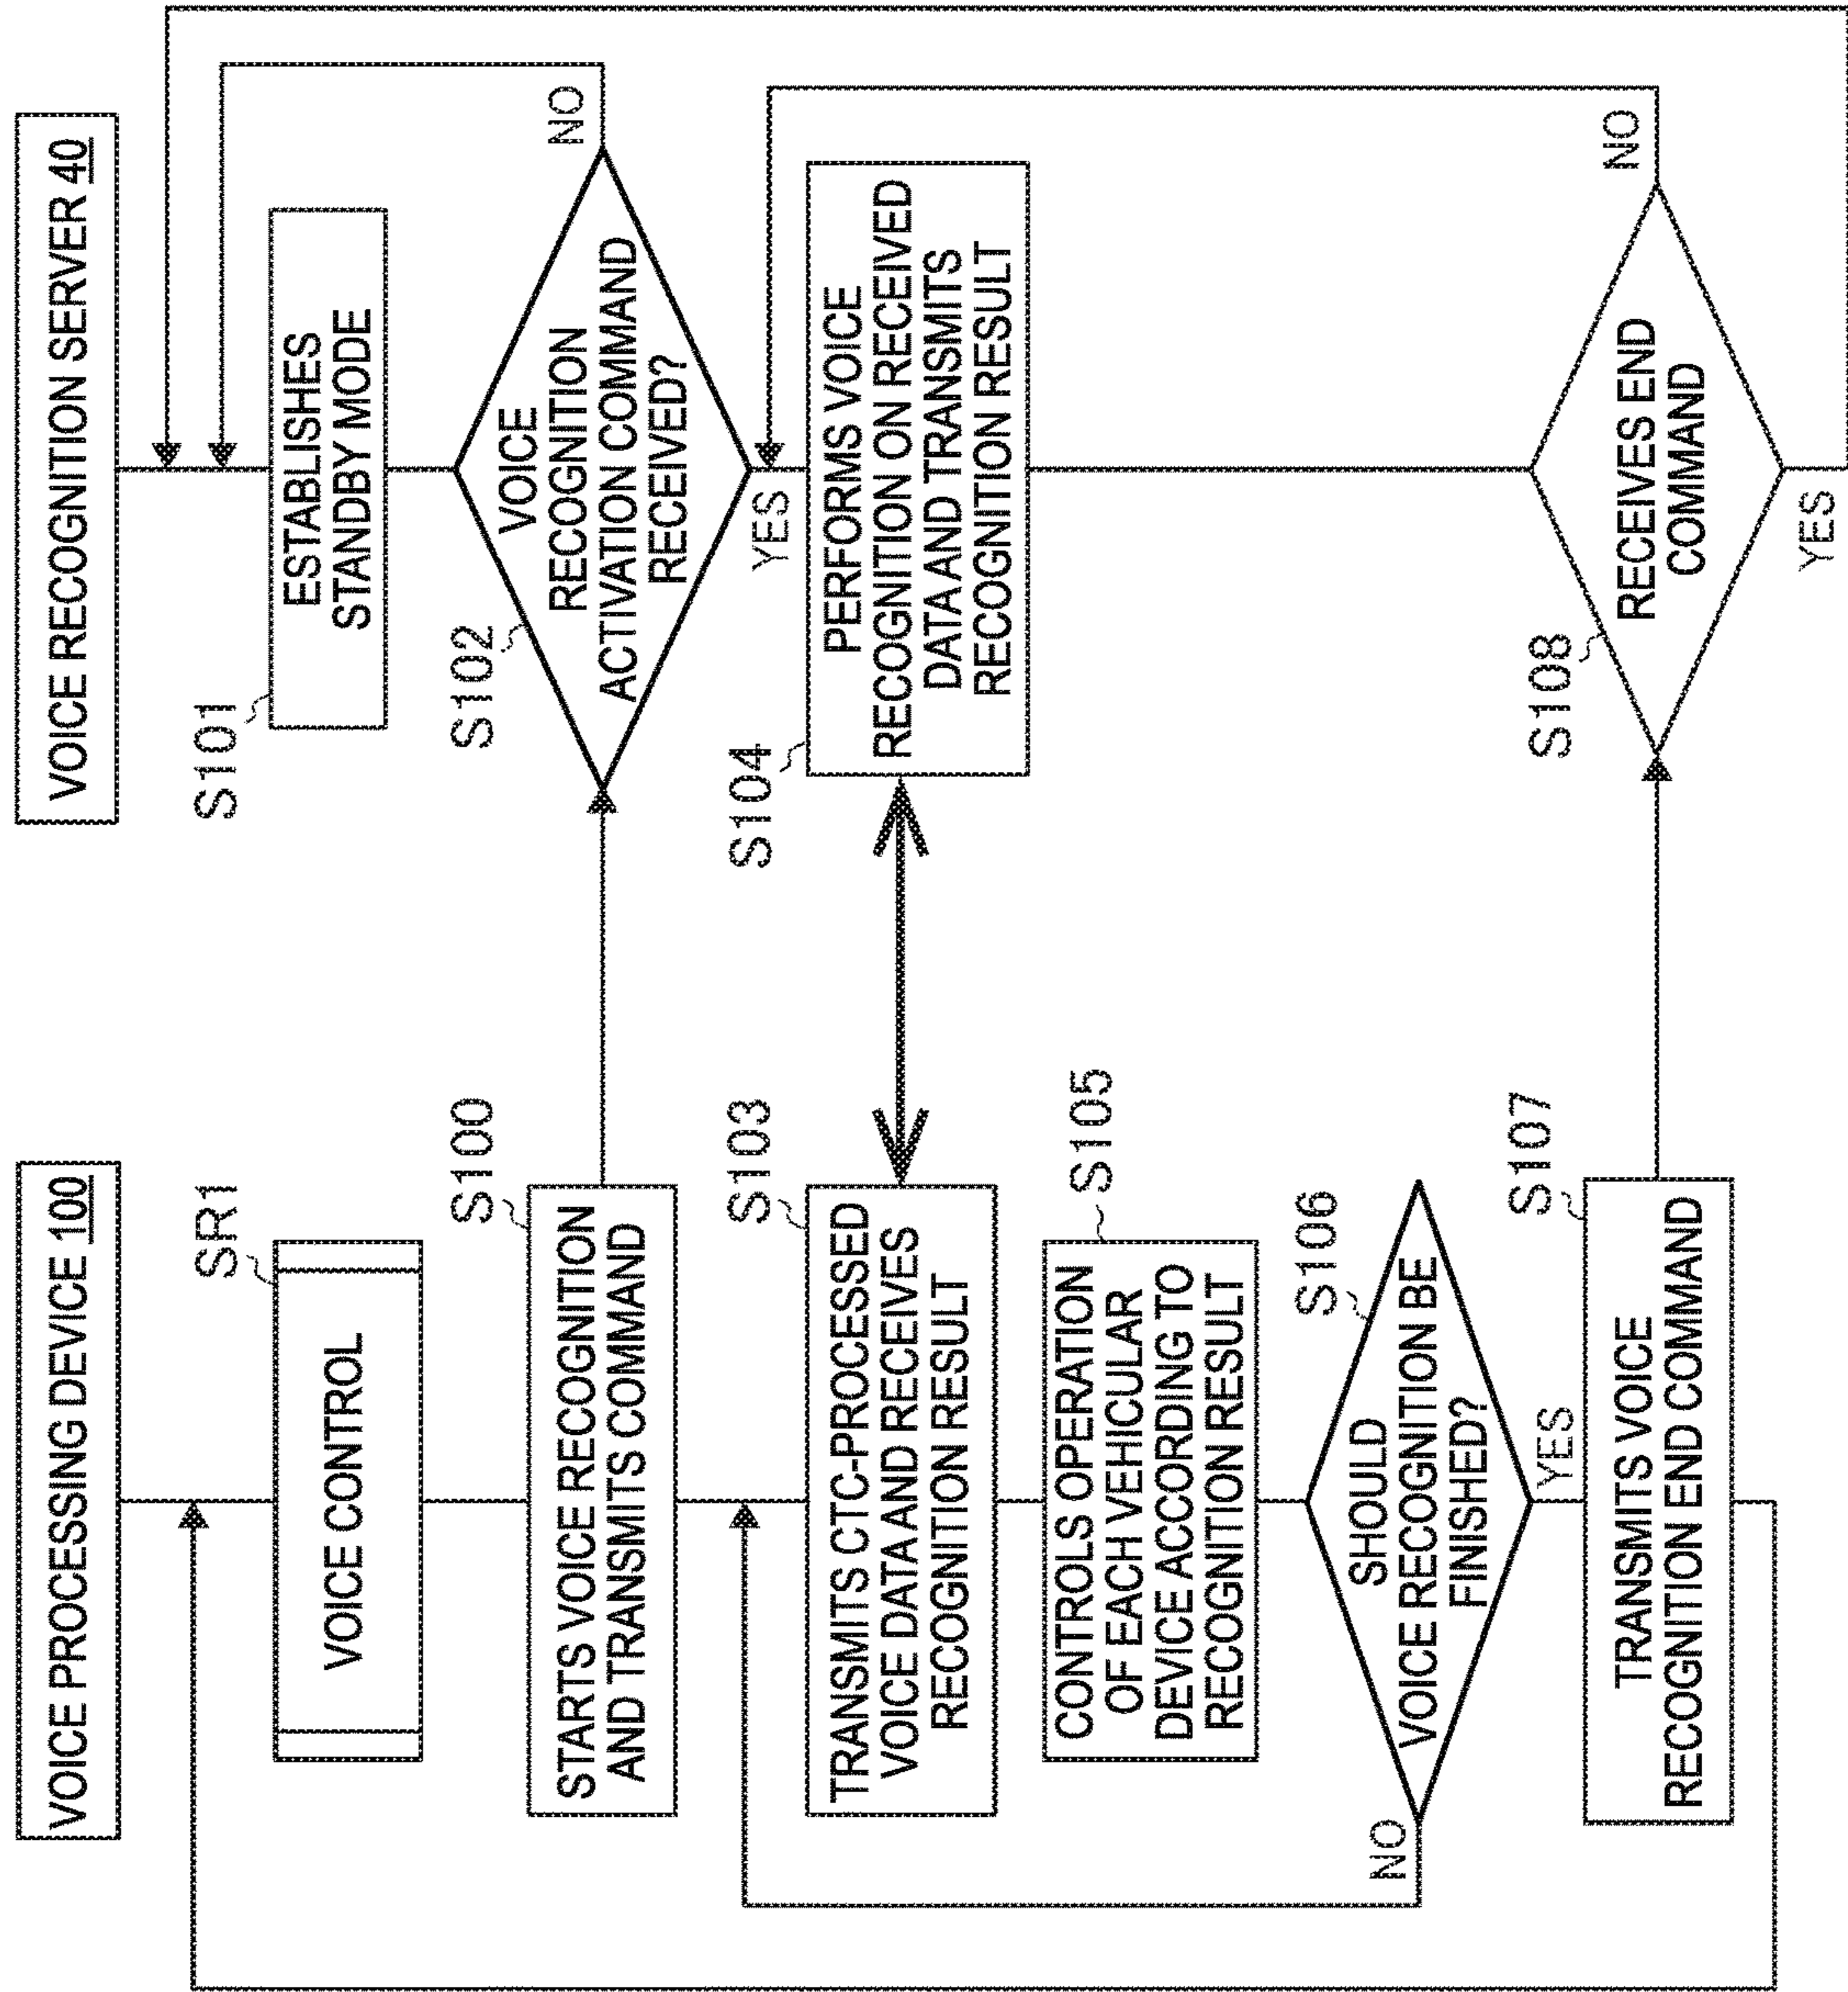 VOICE PROCESSING DEVICE 100
SR1
VOICE CONTROL
S100
STARTS VOICE RECOGNITION
AND TRANSMITS COMMAND
S103
TRANSMITS CTC-PROCESSED
VOICE DATA AND RECEIVES
RECOGNITION RESULT
S105
CONTROLS OPERATION
OF EACH VEHICULAR
DEVICE ACCORDING TO
RECOGNITION RESULT
S106
SHOULD
VOICE RECOGNITION BE
FINISHED?
NO
YES
S107
TRANSMITS VOICE
RECOGNITION END COMMAND
VOICE RECOGNITION SERVER 40
S101
ESTABLISHES
STANDBY MODE
S102
VOICE
RECOGNITION
ACTIVATION COMMAND
RECEIVED?
NO
YES
S104
PERFORMS VOICE
RECOGNITION ON RECEIVED
DATA AND TRANSMITS
RECOGNITION RESULT
S108
RECEIVES END
COMMAND
NO
YES